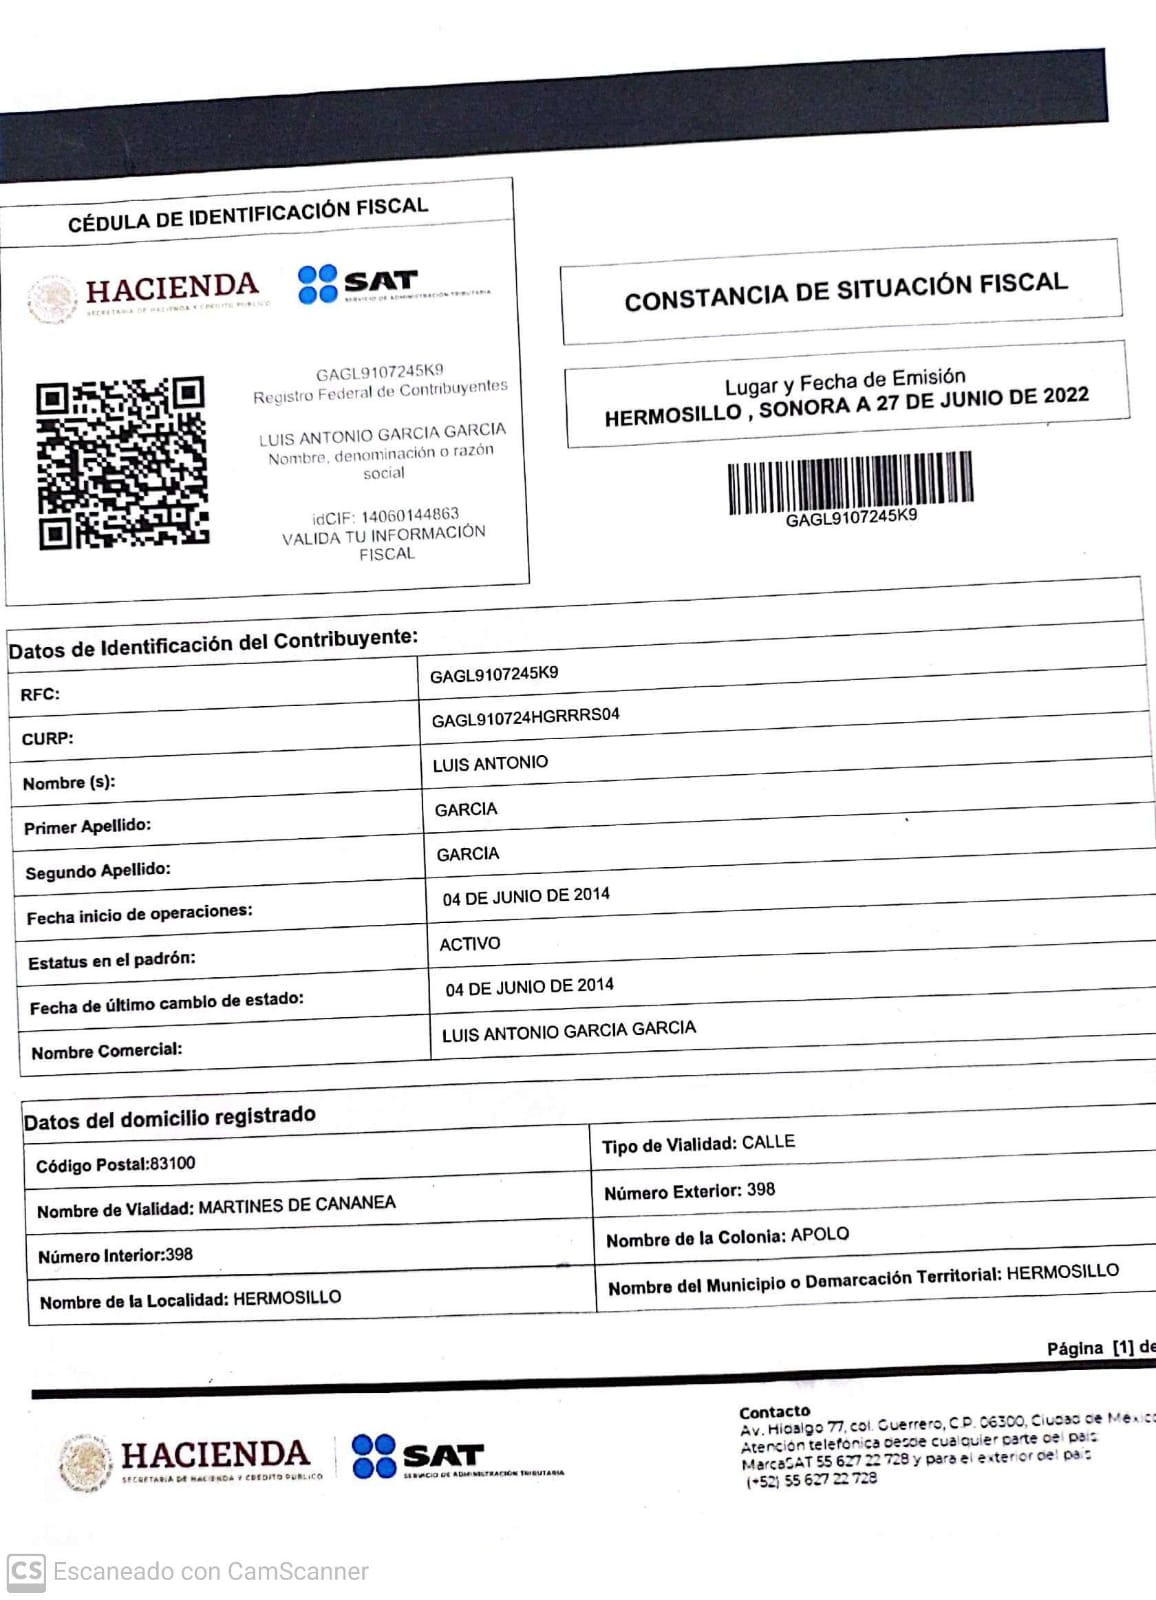 CÉDULA DE IDENTIFICACIÓN FISCAL
HACIENDA
SECRETARÍA DE HACIENDA Y CRÉDITO PÚBLICO
SAT
SERVICIO DE ADMINISTRACIÓN TRIBUTARIA
GAGL9107245K9
Registro Federal de Contribuyentes
LUIS ANTONIO GARCIA GARCIA
Nombre, denominación o razón
social
idCIF: 14060144863
VALIDA TU INFORMACIÓN
FISCAL
CONSTANCIA DE SITUACIÓN FISCAL
Lugar y Fecha de Emisión
HERMOSILLO , SONORA A 27 DE JUNIO DE 2022
GAGL9107245K9
Datos de Identificación del Contribuyente:
RFC: GAGL9107245K9
CURP: GAGL910724HGRRRS04
Nombre (s): LUIS ANTONIO
Primer Apellido: GARCIA
Segundo Apellido: GARCIA
Fecha inicio de operaciones: 04 DE JUNIO DE 2014
Estatus en el padrón: ACTIVO
Fecha de último cambio de estado: 04 DE JUNIO DE 2014
Nombre Comercial: LUIS ANTONIO GARCIA GARCIA
Datos del domicilio registrado
Código Postal:83100 Tipo de Vialidad: CALLE
Nombre de Vialidad: MARTINES DE CANANEA Número Exterior: 398
Número Interior:398 Nombre de la Colonia: APOLO
Nombre de la Localidad: HERMOSILLO Nombre del Municipio o Demarcación Territorial: HERMOSILLO
Página [1] de
HACIENDA
SECRETARÍA DE HACIENDA Y CRÉDITO PÚBLICO
SAT
SERVICIO DE ADMINISTRACIÓN TRIBUTARIA
Contacto
Av. Hidalgo 77, col. Guerrero, C.P. 06300, Ciudad de México
Atención telefónica desde cualquier parte del país
MarcaSAT 55 627 22 728 y para el exterior del país
(+52) 55 627 22 728
CS Escaneado con CamScanner